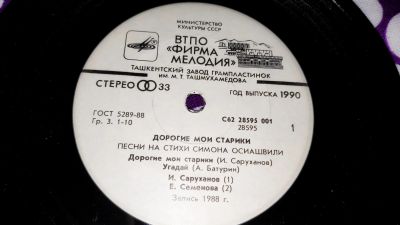 МИНИСТЕРСТВО
КУЛЬТУРЫ СССР
ВТПО
«ФИРМА
МЕЛОДИЯ»
ТАШКЕНТСКИЙ ЗАВОД ГРАМПЛАСТИНОК
ИМ. М. Т. ТАШМУХАМЕДОВА
СТЕРЕО 33
ГОД ВЫПУСКА 1990
ГОСТ 5289-88
Гр. 3. 1-10
С62 28595 001
28595
1
ДОРОГИЕ МОИ СТАРИКИ
ПЕСНИ НА СТИХИ СИМОНА ОСИАШВИЛИ
Дорогие мои старики (И. Саруханов)
Угадай (А. Батурин)
И. Саруханов (1)
Е. Семенова (2)
Запись 1988 г.